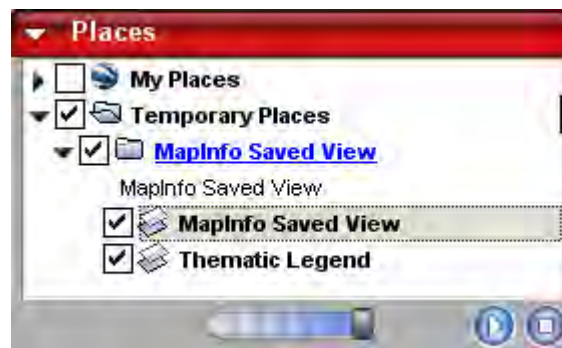 Places
My Places
Temporary Places
MapInfo Saved View
MapInfo Saved View
MapInfo Saved View
Thematic Legend